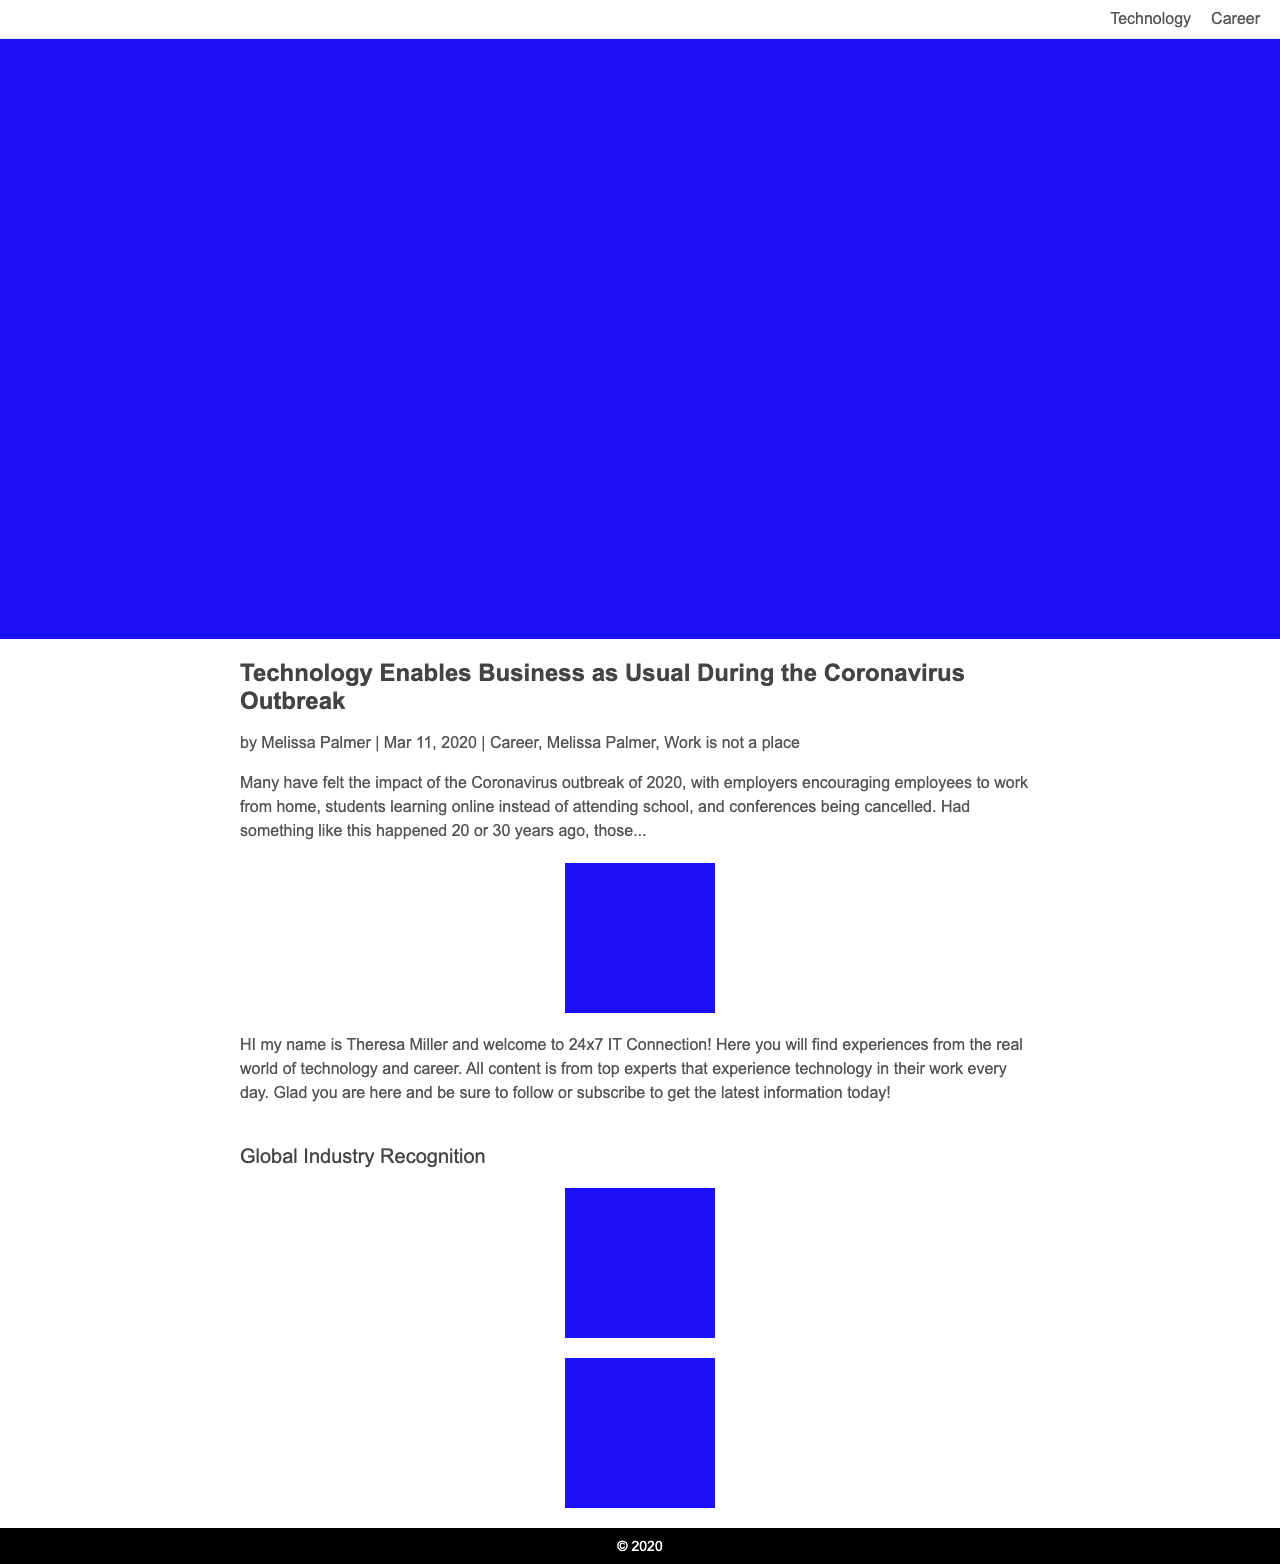 Technology Career
Technology Enables Business as Usual During the Coronavirus
Outbreak
by Melissa Palmer | Mar 11, 2020 | Career, Melissa Palmer, Work is not a place
Many have felt the impact of the Coronavirus outbreak of 2020, with employers encouraging employees to work
from home, students learning online instead of attending school, and conferences being cancelled. Had
something like this happened 20 or 30 years ago, those...
HI my name is Theresa Miller and welcome to 24x7 IT Connection! Here you will find experiences from the real
world of technology and career. All content is from top experts that experience technology in their work every
day. Glad you are here and be sure to follow or subscribe to get the latest information today!
Global Industry Recognition
© 2020